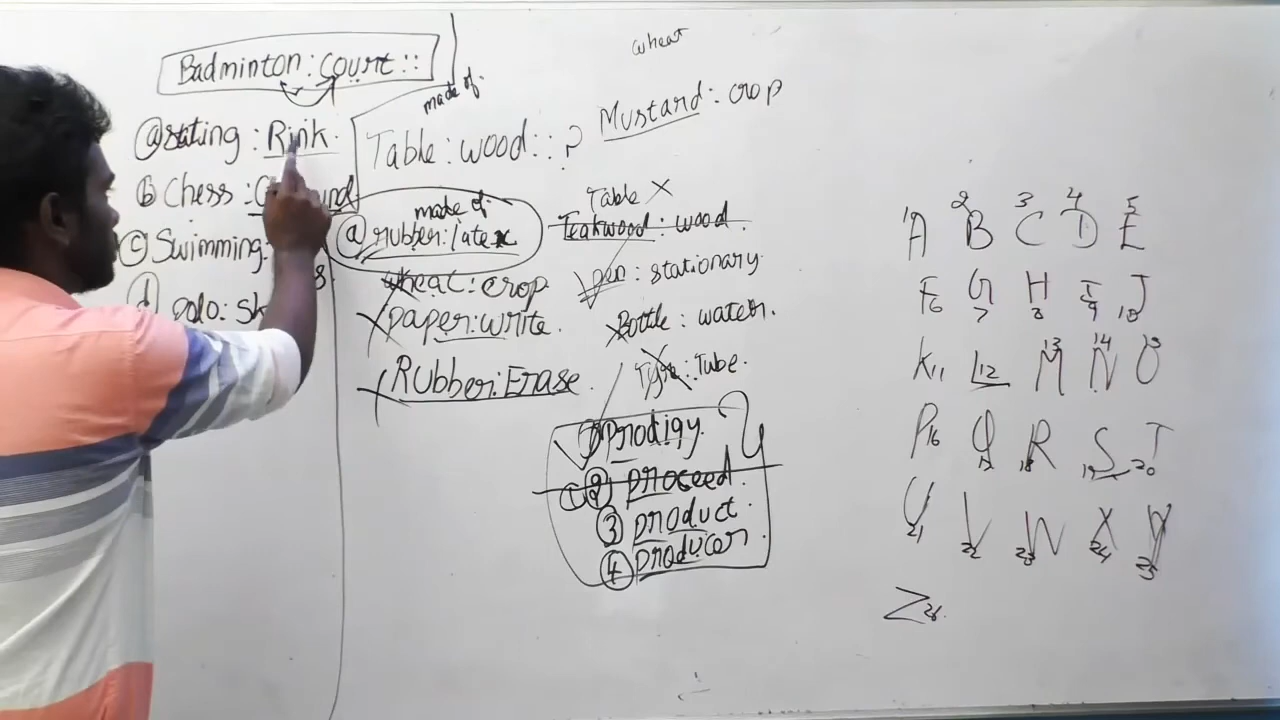 Badminton : court ::
@ skating : Rink.
ⓑ Chess :
ⓒ Swimming :
ⓓ polo :
made of
Table : wood :: ?
made of
@ rubber : latex
wheat : crop
paper : write.
Rubber : Erase.
wheat
Mustard : crop
Table X
Teakwood : wood.
pen : stationary
Bottle : water.
Tyre : Tube.
① Prodigy.
① ② proceed.
③ product.
④ producer.
1 A 2 B 3 C 4 D 5 E
F 6 G 7 H 8 I 9 J 10
K 11 L 12 M 13 N 14 O 15
P 16 Q 17 R 18 S 19 T 20
U 21 V 22 W 23 X 24 Y 25
Z 26.